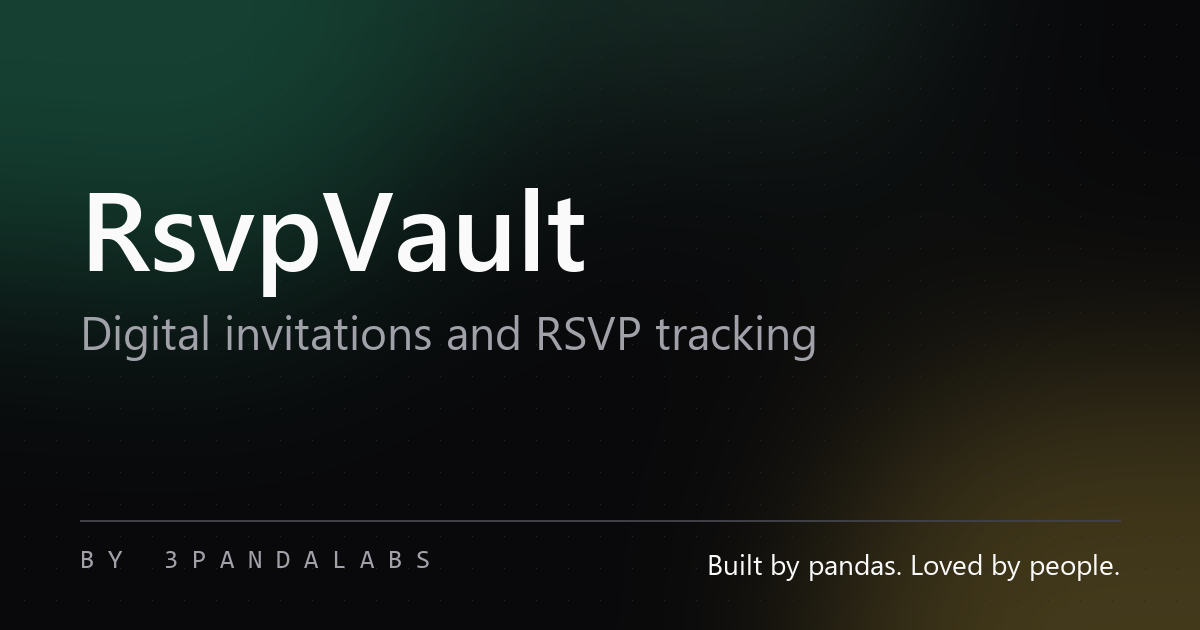 RsvpVault
Digital invitations and RSVP tracking
BY 3PANDALABS
Built by pandas. Loved by people.